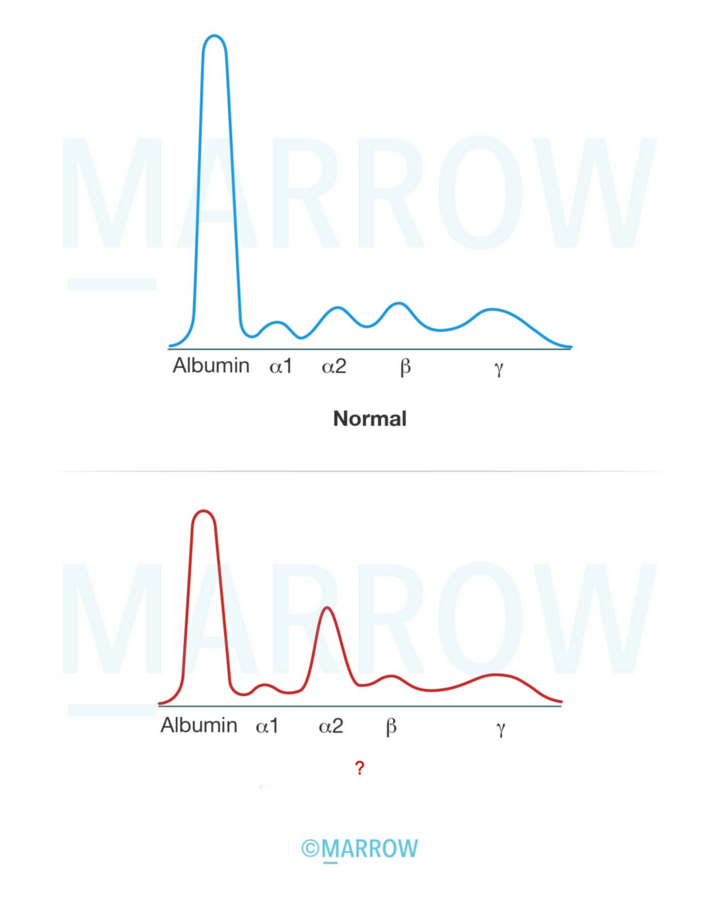 MARROW
Albumin α1 α2 β γ
Normal
MARROW
Albumin α1 α2 β γ
?
©MARROW